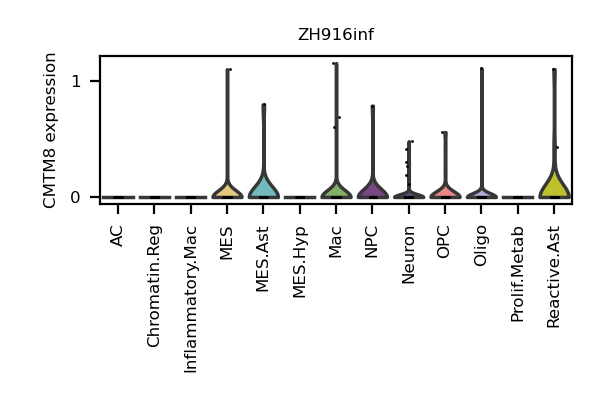 ZH916inf
CMTM8 expression
1
0
AC
Chromatin.Reg
Inflammatory.Mac
MES
MES.Ast
MES.Hyp
Mac
NPC
Neuron
OPC
Oligo
Prolif.Metab
Reactive.Ast